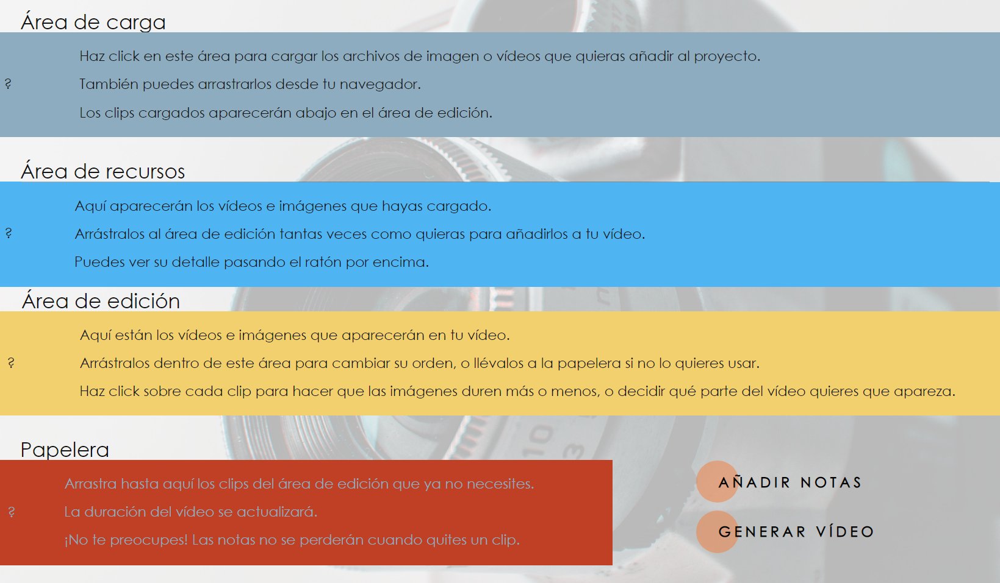 Área de carga
Haz click en este área para cargar los archivos de imagen o vídeos que quieras añadir al proyecto.
?
También puedes arrastrarlos desde tu navegador.
Los clips cargados aparecerán abajo en el área de edición.
Área de recursos
Aquí aparecerán los vídeos e imágenes que hayas cargado.
?
Arrástralos al área de edición tantas veces como quieras para añadirlos a tu vídeo.
Puedes ver su detalle pasando el ratón por encima.
Área de edición
Aquí están los vídeos e imágenes que aparecerán en tu vídeo.
?
Arrástralos dentro de este área para cambiar su orden, o llévalos a la papelera si no lo quieres usar.
Haz click sobre cada clip para hacer que las imágenes duren más o menos, o decidir qué parte del vídeo quieres que apareza.
10
3
Papelera
Arrastra hasta aquí los clips del área de edición que ya no necesites.
?
La duración del vídeo se actualizará.
¡No te preocupes! Las notas no se perderán cuando quites un clip.
AÑADIR NOTAS
GENERAR VÍDEO